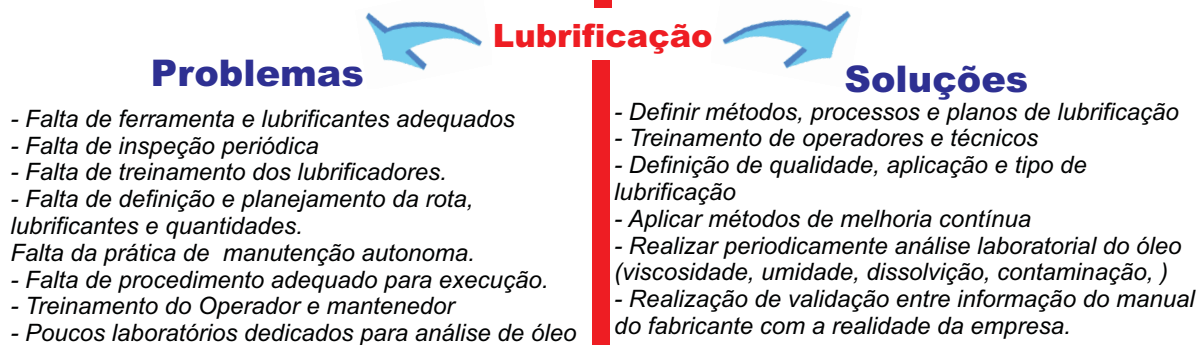 Lubrificação
Problemas
- Falta de ferramenta e lubrificantes adequados
- Falta de inspeção periódica
- Falta de treinamento dos lubrificadores.
- Falta de definição e planejamento da rota,
lubrificantes e quantidades.
Falta da prática de  manutenção autonoma.
- Falta de procedimento adequado para execução.
- Treinamento do Operador e mantenedor
- Poucos laboratórios dedicados para análise de óleo
Soluções
- Definir métodos, processos e planos de lubrificação
- Treinamento de operadores e técnicos
- Definição de qualidade, aplicação e tipo de
lubrificação
- Aplicar métodos de melhoria contínua
- Realizar periodicamente análise laboratorial do óleo
(viscosidade, umidade, dissolvição, contaminação, )
- Realização de validação entre informação do manual
do fabricante com a realidade da empresa.